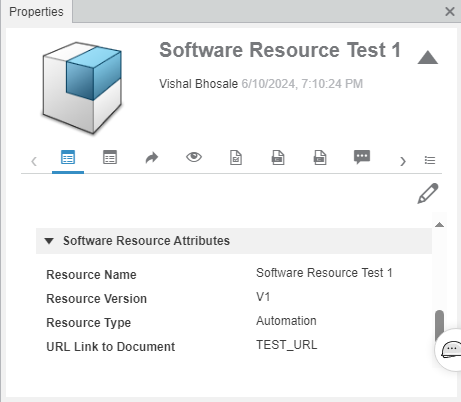 Properties
Software Resource Test 1
Vishal Bhosale 6/10/2024, 7:10:24 PM
Software Resource Attributes
Resource Name Software Resource Test 1
Resource Version V1
Resource Type Automation
URL Link to Document TEST_URL